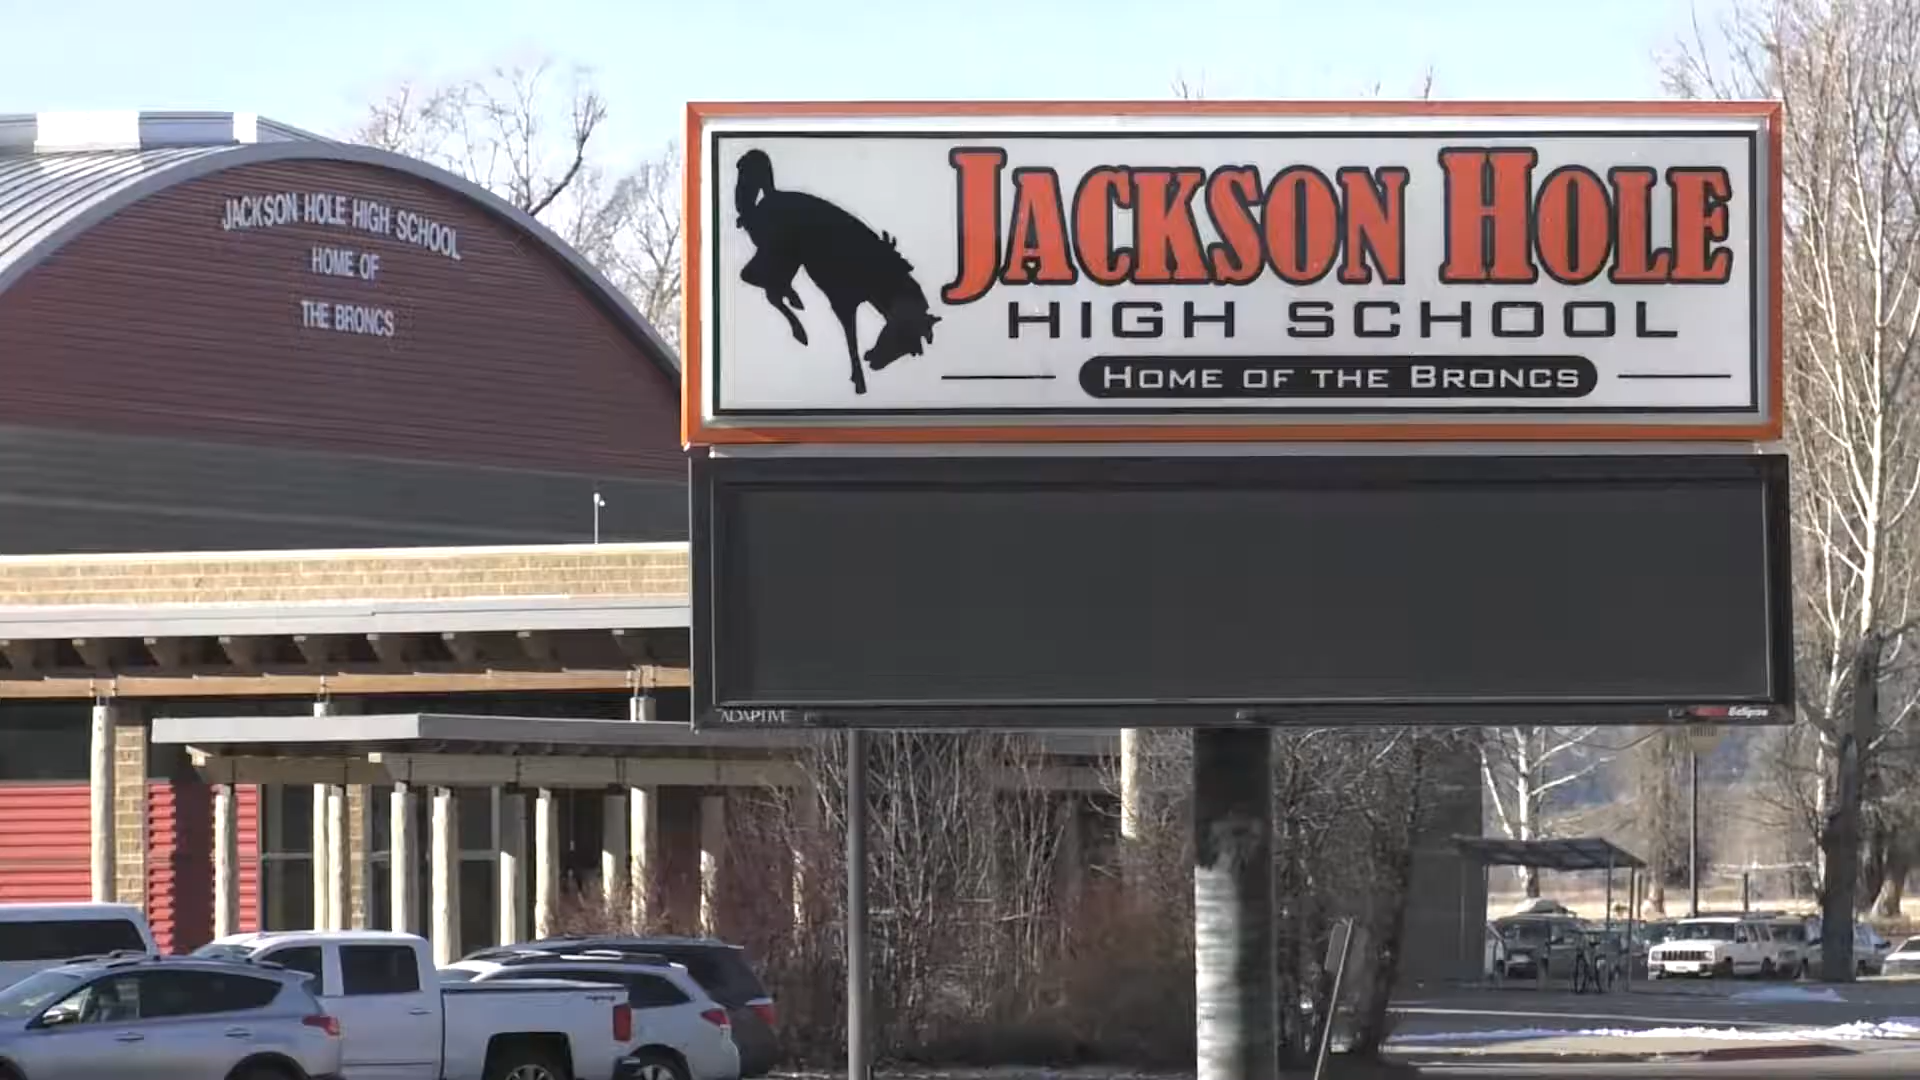 JACKSON HOLE HIGH SCHOOL
HOME OF
THE BRONCS
JACKSON HOLE
HIGH SCHOOL
HOME OF THE BRONCS
ADAPTIVE
Eclipse